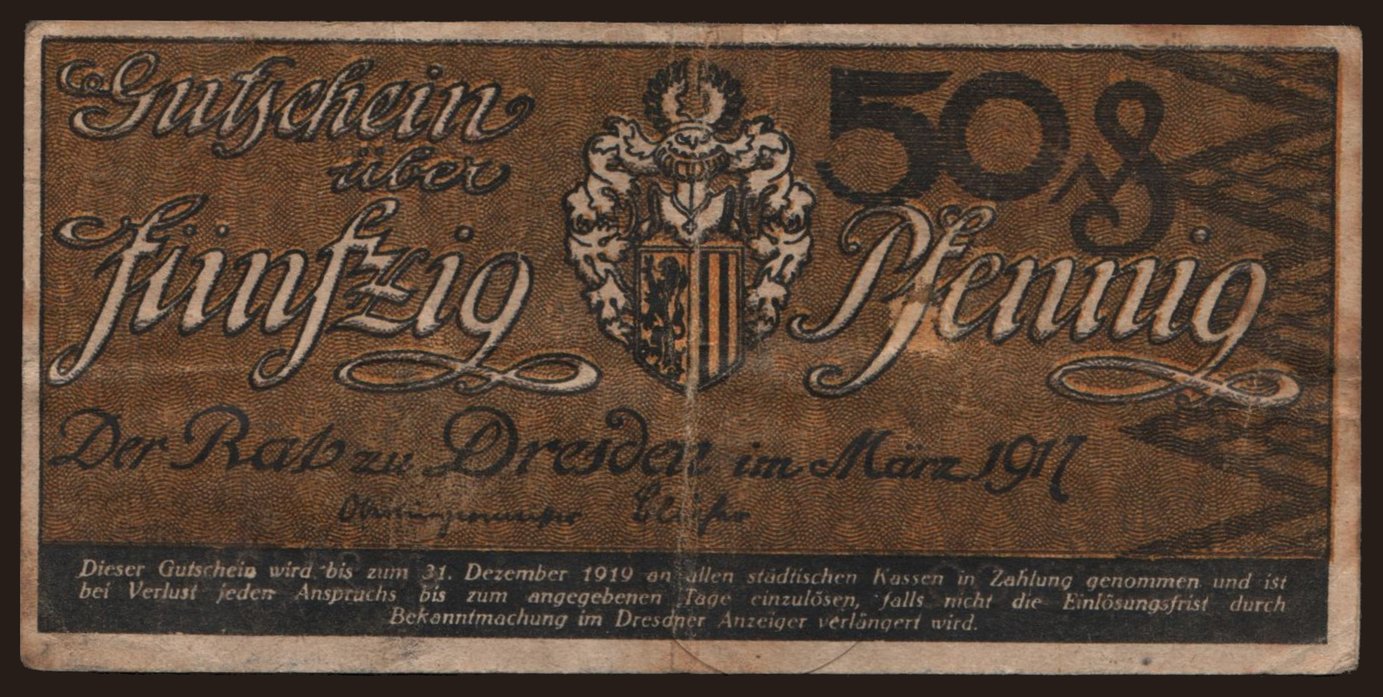 Gutschein
über
fünfzig Pfennig
50 ₰
Der Rat zu Dresden im März 1917
Oberbürgermeister Blüher
Dieser Gutschein wird bis zum 31. Dezember 1919 an allen städtischen Kassen in Zahlung genommen und ist
bei Verlust jeden Anspruchs bis zum angegebenen Tage einzulösen, falls nicht die Einlösungsfrist durch
Bekanntmachung im Dresdner Anzeiger verlängert wird.